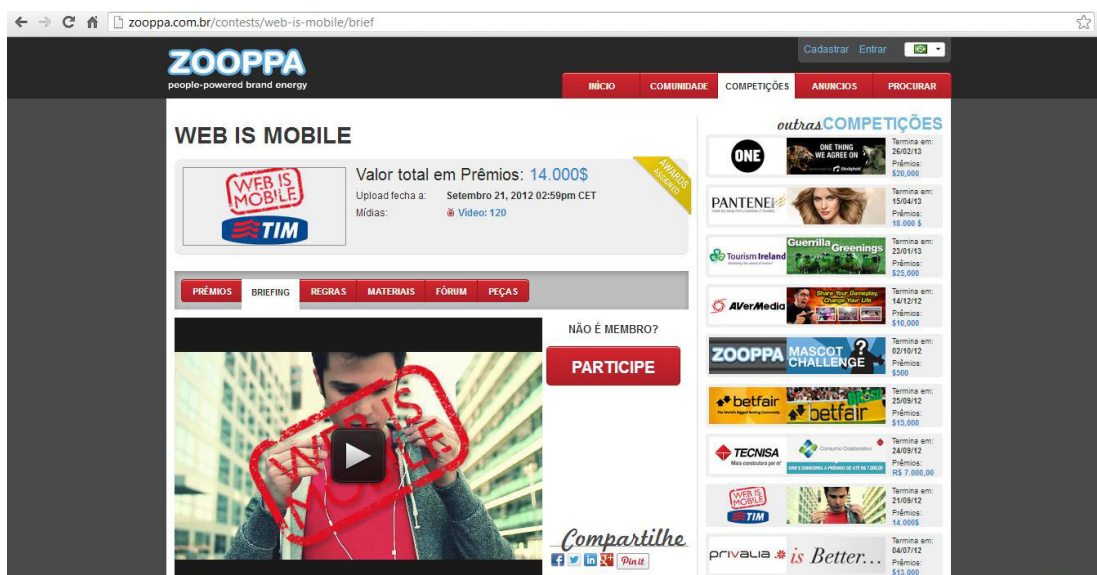 zooppa.com.br/contests/web-is-mobile/brief
Cadastrar Entrar
ZOOPPA
people-powered brand energy
INÍCIO COMUNIDADE COMPETIÇÕES ANUNCIOS PROCURAR
WEB IS MOBILE
AWARDS
ASSIGNED
WEB IS
MOBILE
TIM
Valor total em Prêmios: 14.000$
Upload fecha a: Setembro 21, 2012 02:59pm CET
Mídias: Video: 120
PRÊMIOS BRIEFING REGRAS MATERIAIS FÓRUM PEÇAS
WEB IS
MOBILE
NÃO É MEMBRO?
PARTICIPE
Compartilhe
Pin it
outras COMPETIÇÕES
ONE
ONE THING
WE AGREE ON
Termina em:
26/02/13
Prêmios:
$20,000
PANTENE
Termina em:
15/04/13
Prêmios:
18.000 $
Tourism Ireland
Guerrilla Greenings
Termina em:
23/01/13
Prêmios:
$25,000
AVerMedia
Share Your Gameplay,
Change Your Life
Termina em:
14/12/12
Prêmios:
$10,000
ZOOPPA MASCOT
CHALLENGE
Termina em:
02/10/12
Prêmios:
$500
betfair
betfair
Termina em:
25/09/12
Prêmios:
$15,000
TECNISA
Mais construtora por m²
Consumo Colaborativo
Termina em:
24/09/12
Prêmios:
R$ 7.000,00
WEB IS
MOBILE
TIM
Termina em:
21/09/12
Prêmios:
14.000$
PRIVALIA
is Better...
Termina em:
04/07/12
Prêmios:
$13.000